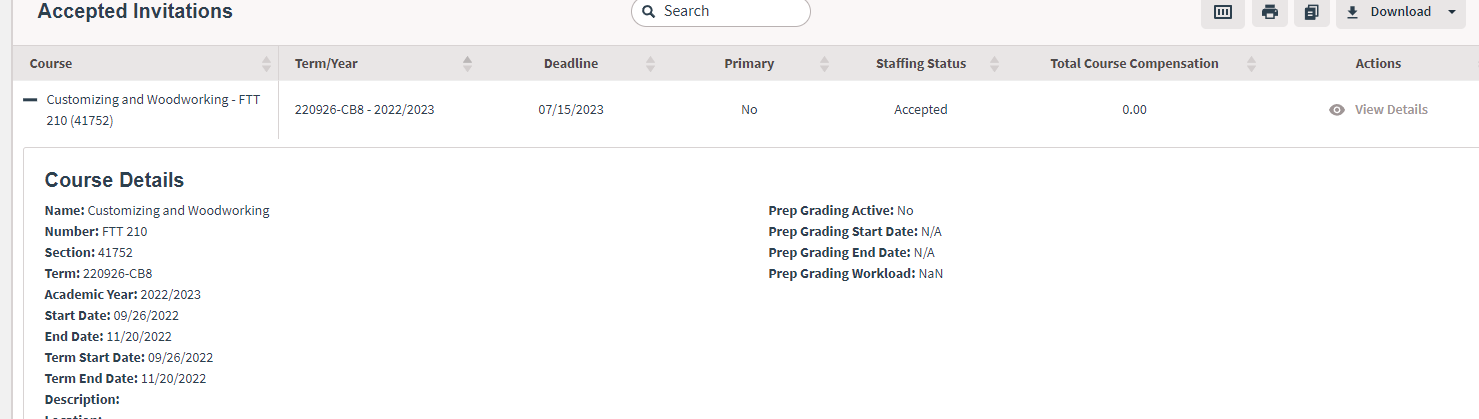 Accepted Invitations
Search
Download
Course Term/Year Deadline Primary Staffing Status Total Course Compensation Actions
Customizing and Woodworking - FTT
210 (41752)
220926-CB8 - 2022/2023 07/15/2023 No Accepted 0.00 View Details
Course Details
Name: Customizing and Woodworking
Number: FTT 210
Section: 41752
Term: 220926-CB8
Academic Year: 2022/2023
Start Date: 09/26/2022
End Date: 11/20/2022
Term Start Date: 09/26/2022
Term End Date: 11/20/2022
Description:
Location:
Prep Grading Active: No
Prep Grading Start Date: N/A
Prep Grading End Date: N/A
Prep Grading Workload: NaN